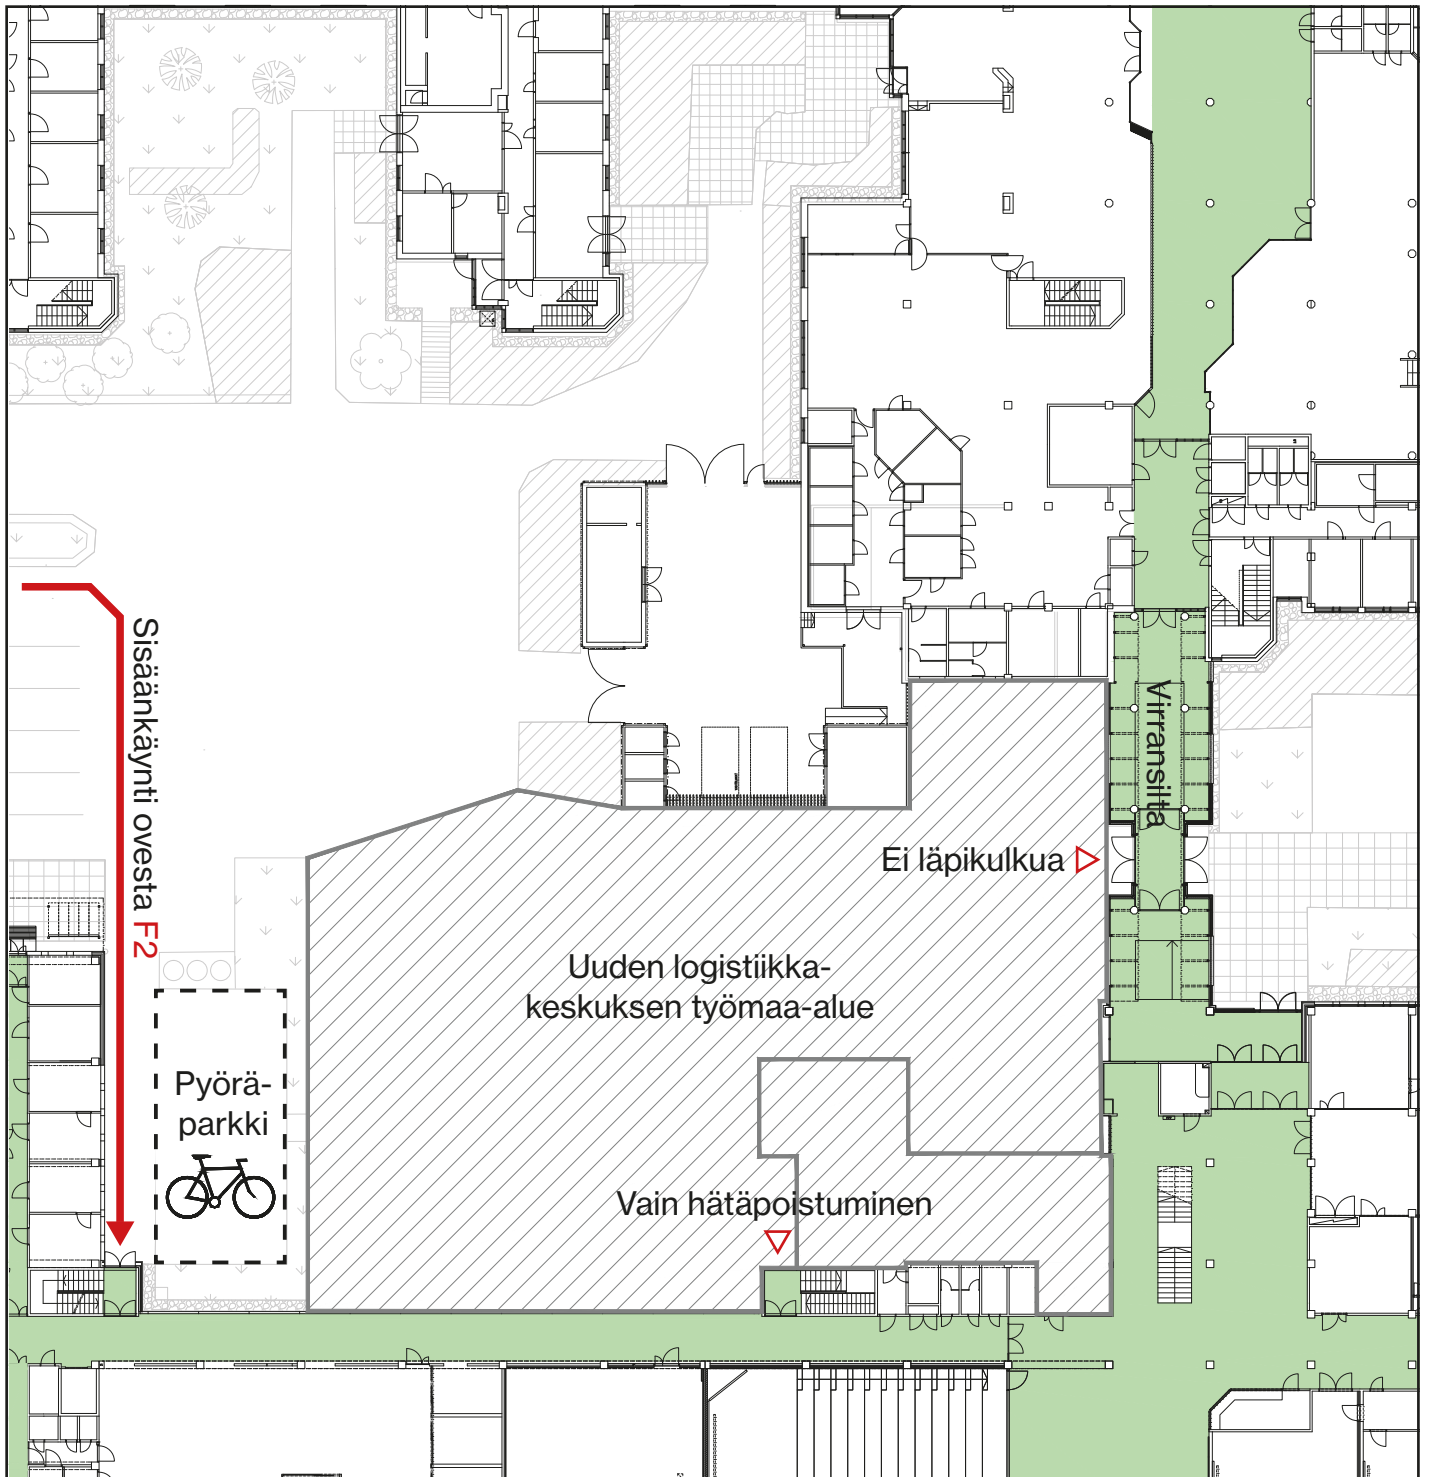 Virransilta
Sisäänkäynti ovesta F2
Ei läpikulkua
Uuden logistiikka-
keskuksen työmaa-alue
Pyörä-
parkki
Vain hätäpoistuminen